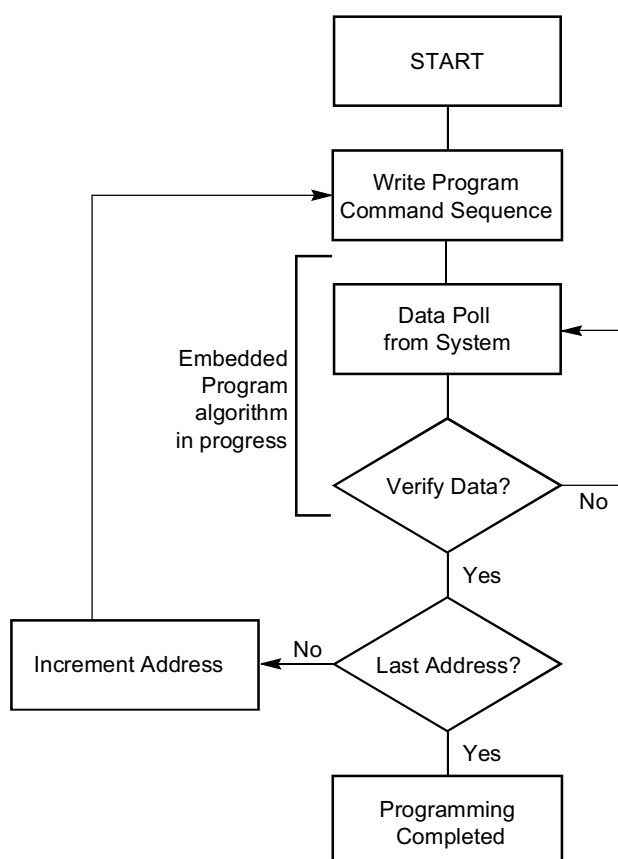 START
Write Program
Command Sequence
Data Poll
from System
Embedded
Program
algorithm
in progress
Verify Data?
No
Yes
Increment Address
No
Last Address?
Yes
Programming
Completed